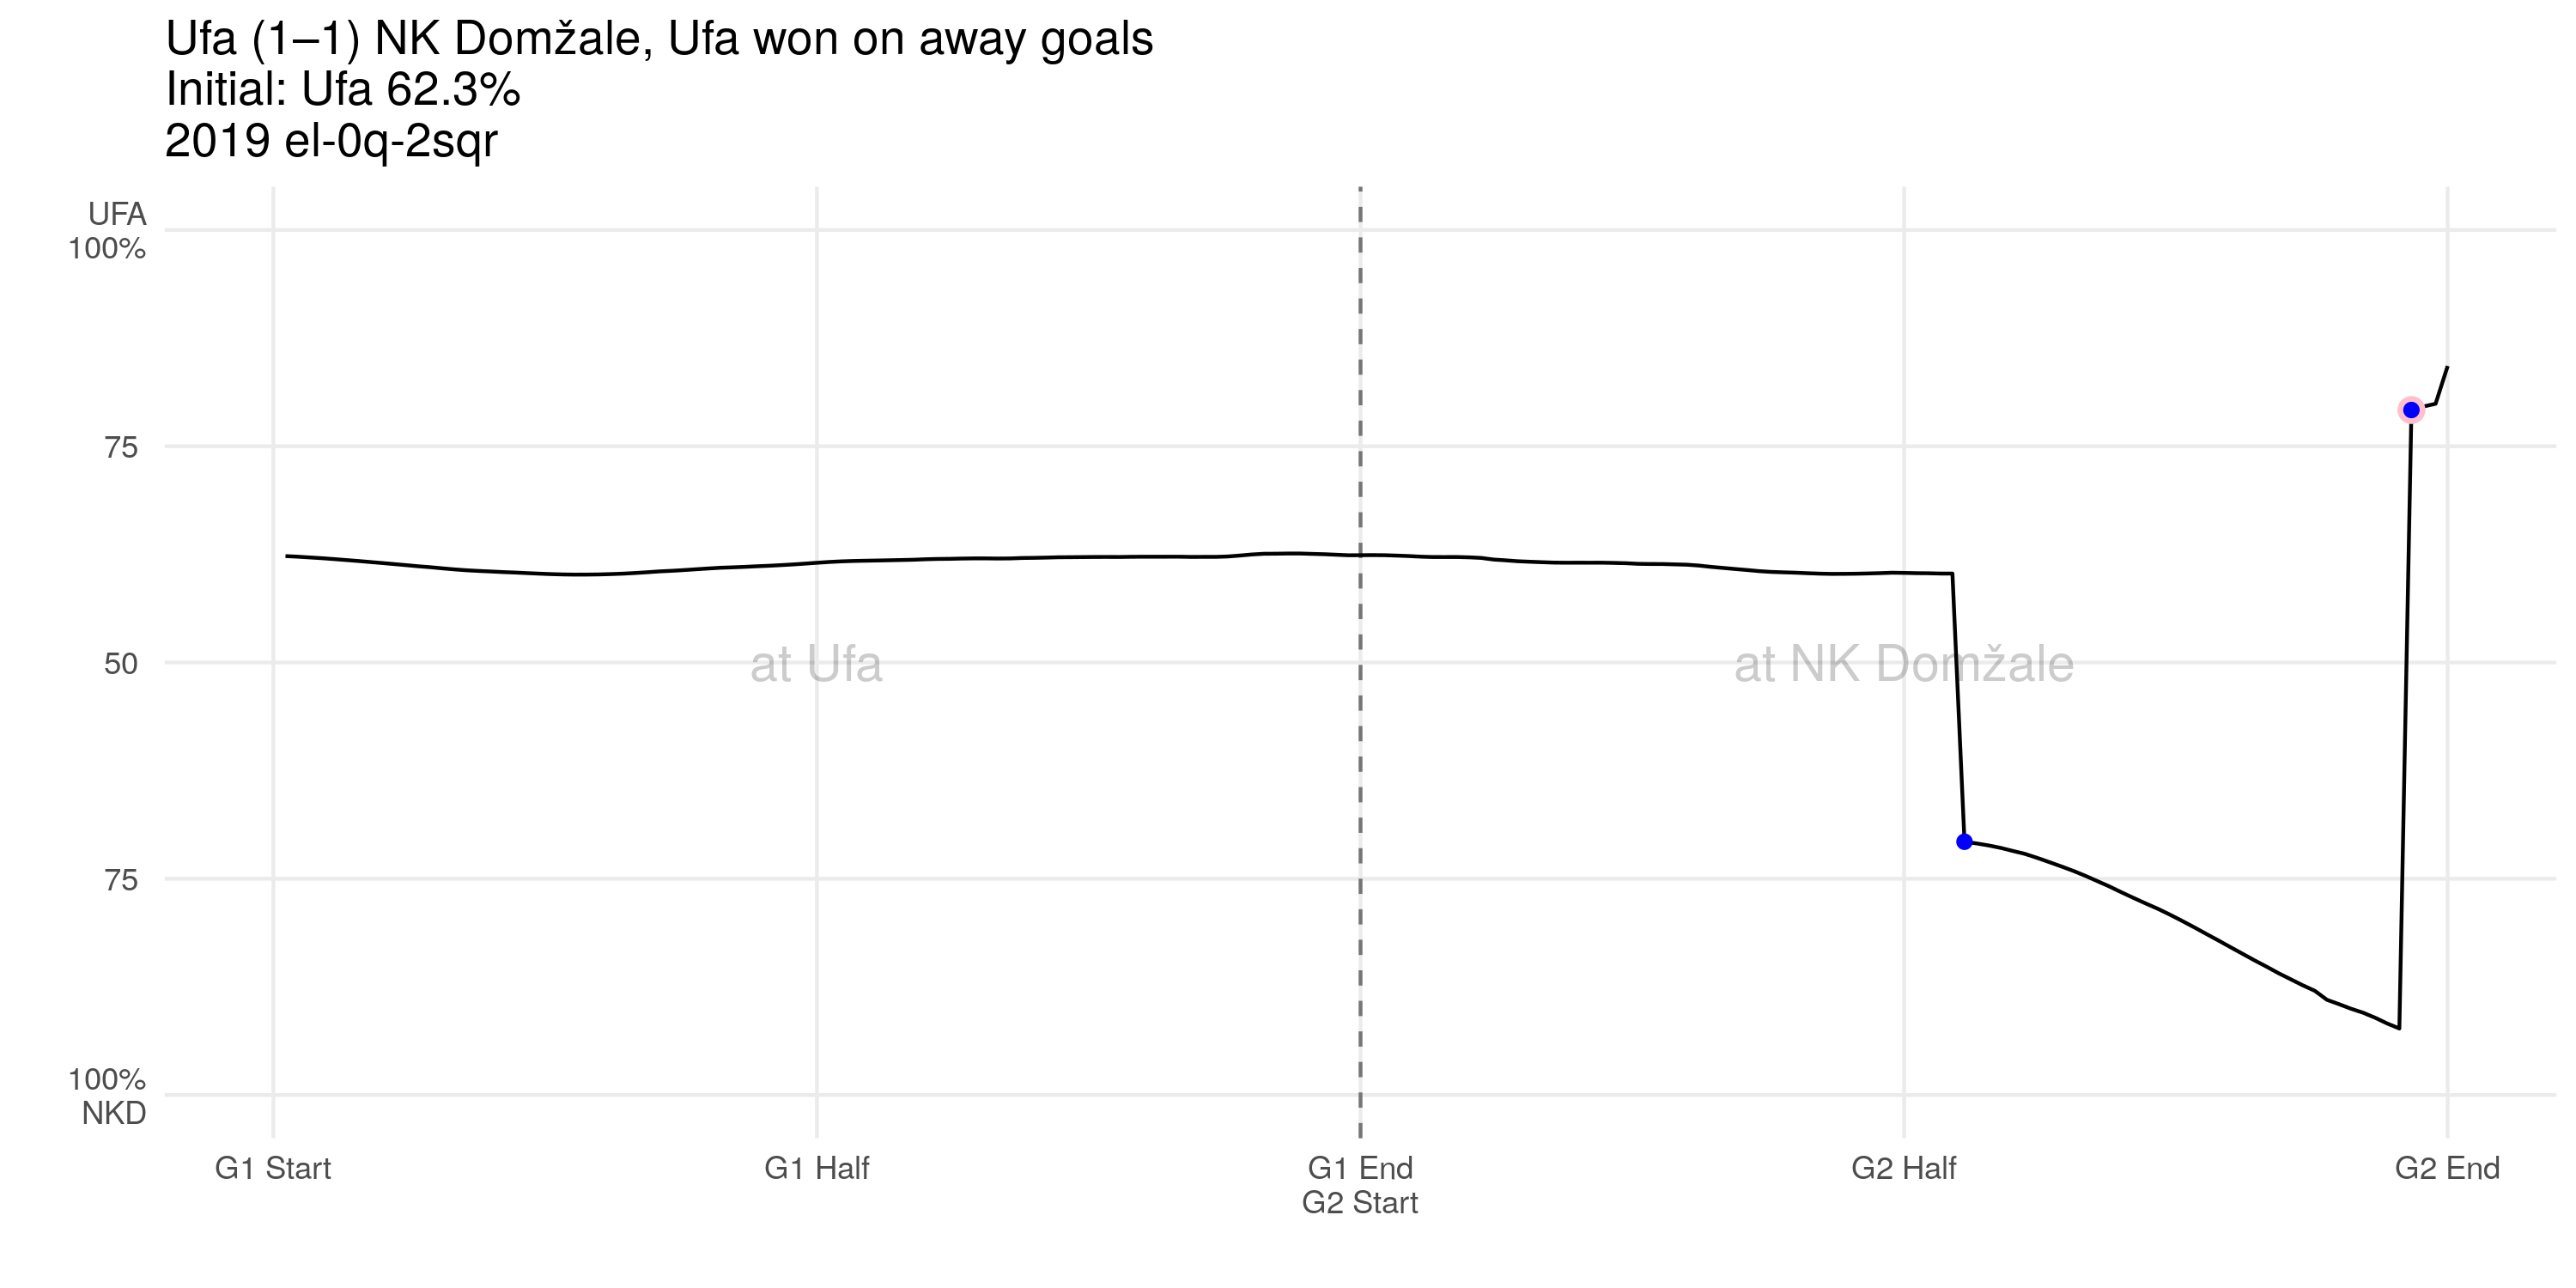 Ufa (1–1) NK Domžale, Ufa won on away goals
Initial: Ufa 62.3%
2019 el-0q-2sqr
UFA
100%
75
50
75
100%
NKD
at Ufa
at NK Domžale
G1 Start
G1 Half
G1 End
G2 Start
G2 Half
G2 End